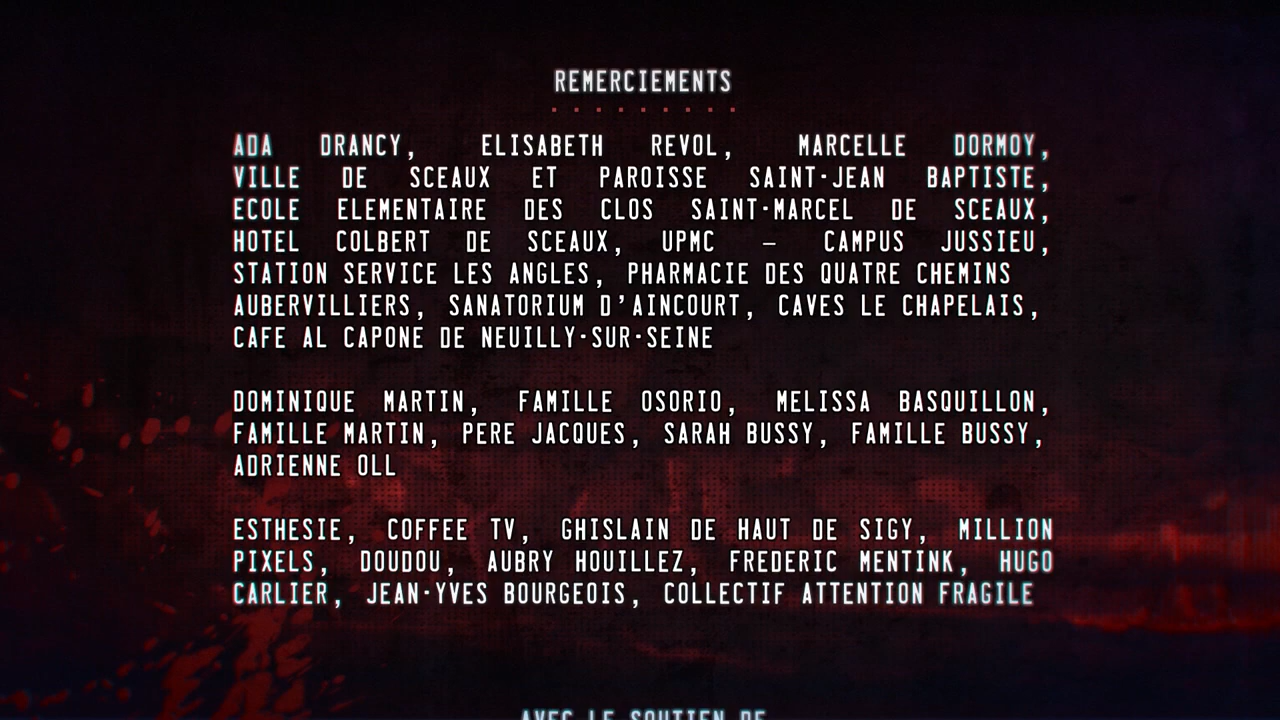 REMERCIEMENTS
ADA DRANCY, ELISABETH REVOL, MARCELLE DORMOY,
VILLE DE SCEAUX ET PAROISSE SAINT-JEAN BAPTISTE,
ECOLE ELEMENTAIRE DES CLOS SAINT-MARCEL DE SCEAUX,
HOTEL COLBERT DE SCEAUX, UPMC – CAMPUS JUSSIEU,
STATION SERVICE LES ANGLES, PHARMACIE DES QUATRE CHEMINS
AUBERVILLIERS, SANATORIUM D'AINCOURT, CAVES LE CHAPELAIS,
CAFE AL CAPONE DE NEUILLY-SUR-SEINE
DOMINIQUE MARTIN, FAMILLE OSORIO, MELISSA BASQUILLON,
FAMILLE MARTIN, PERE JACQUES, SARAH BUSSY, FAMILLE BUSSY,
ADRIENNE OLL
ESTHESIE, COFFEE TV, GHISLAIN DE HAUT DE SIGY, MILLION
PIXELS, DOUDOU, AUBRY HOUILLEZ, FREDERIC MENTINK, HUGO
CARLIER, JEAN-YVES BOURGEOIS, COLLECTIF ATTENTION FRAGILE
AVEC LE SOUTIEN DE